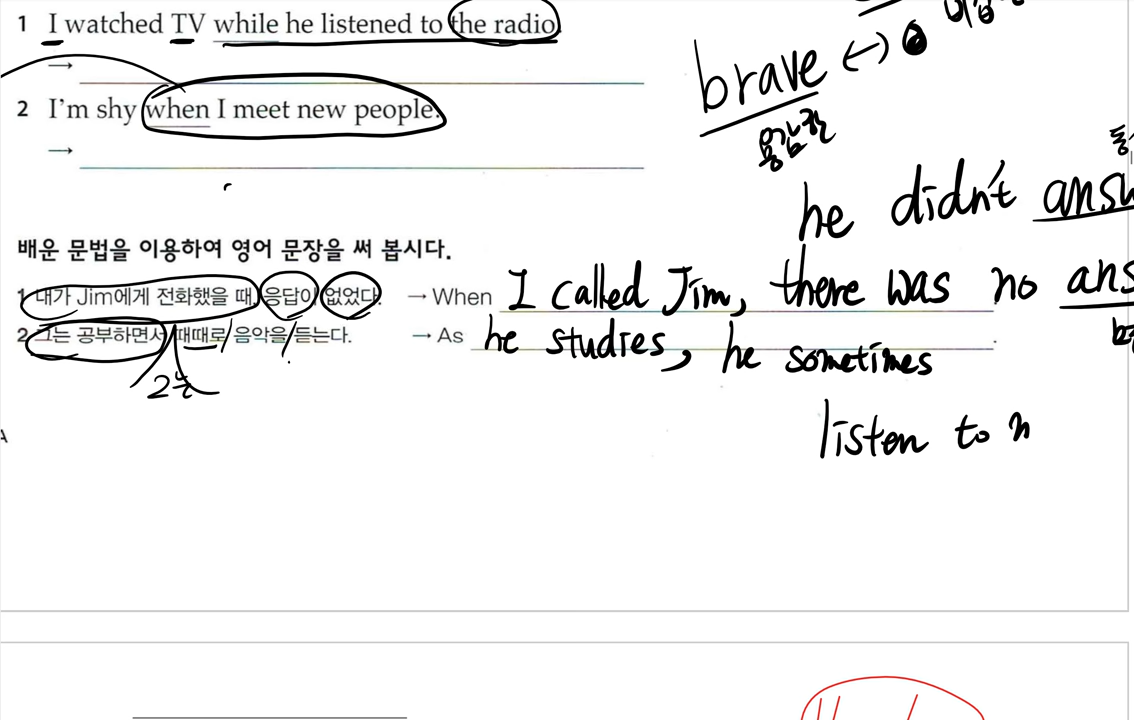 1 I watched TV while he listened to the radio.
→
2 I'm shy when I meet new people.
→
brave ↔
용감한
he didn't
배운 문법을 이용하여 영어 문장을 써 봅시다.
1 내가 Jim에게 전화했을 때, 응답이 없었다. → When I called Jim, there was no
2 그는 공부하면서 때때로 음악을 듣는다. → As he studies, he sometimes
listen to